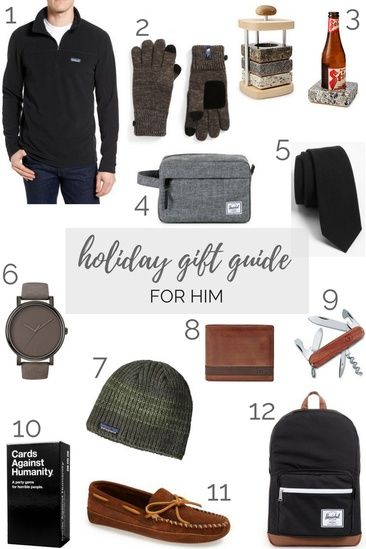 1
2
3
4
5
holiday gift guide
FOR HIM
6
7
8
9
10
Cards
Against
Humanity.
A party game
for horrible people.
11
12
Herschel